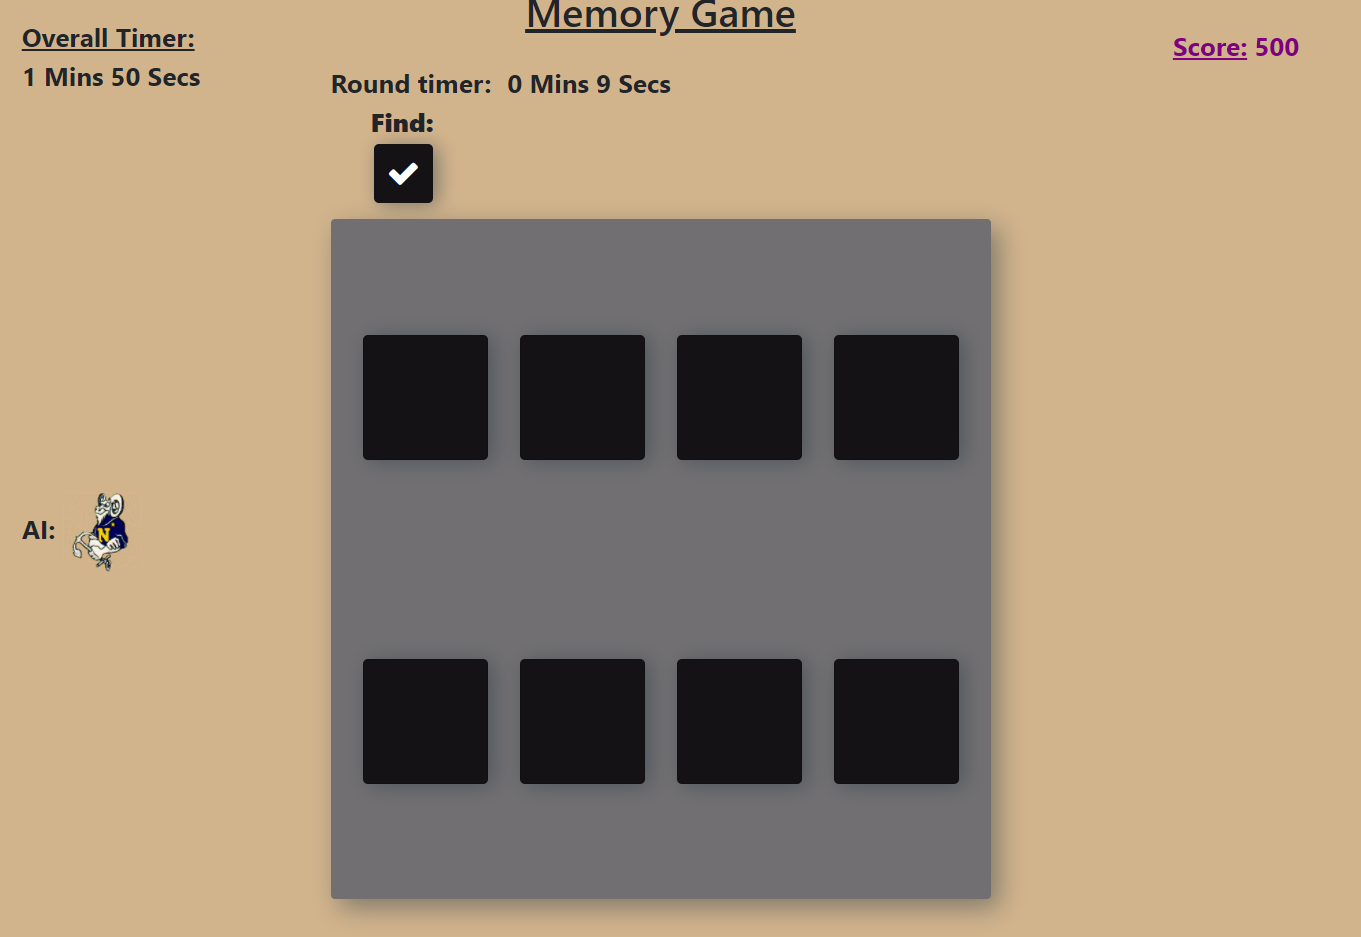 Memory Game
Overall Timer:
1 Mins 50 Secs
Score: 500
Round timer: 0 Mins 9 Secs
Find:
AI:
N